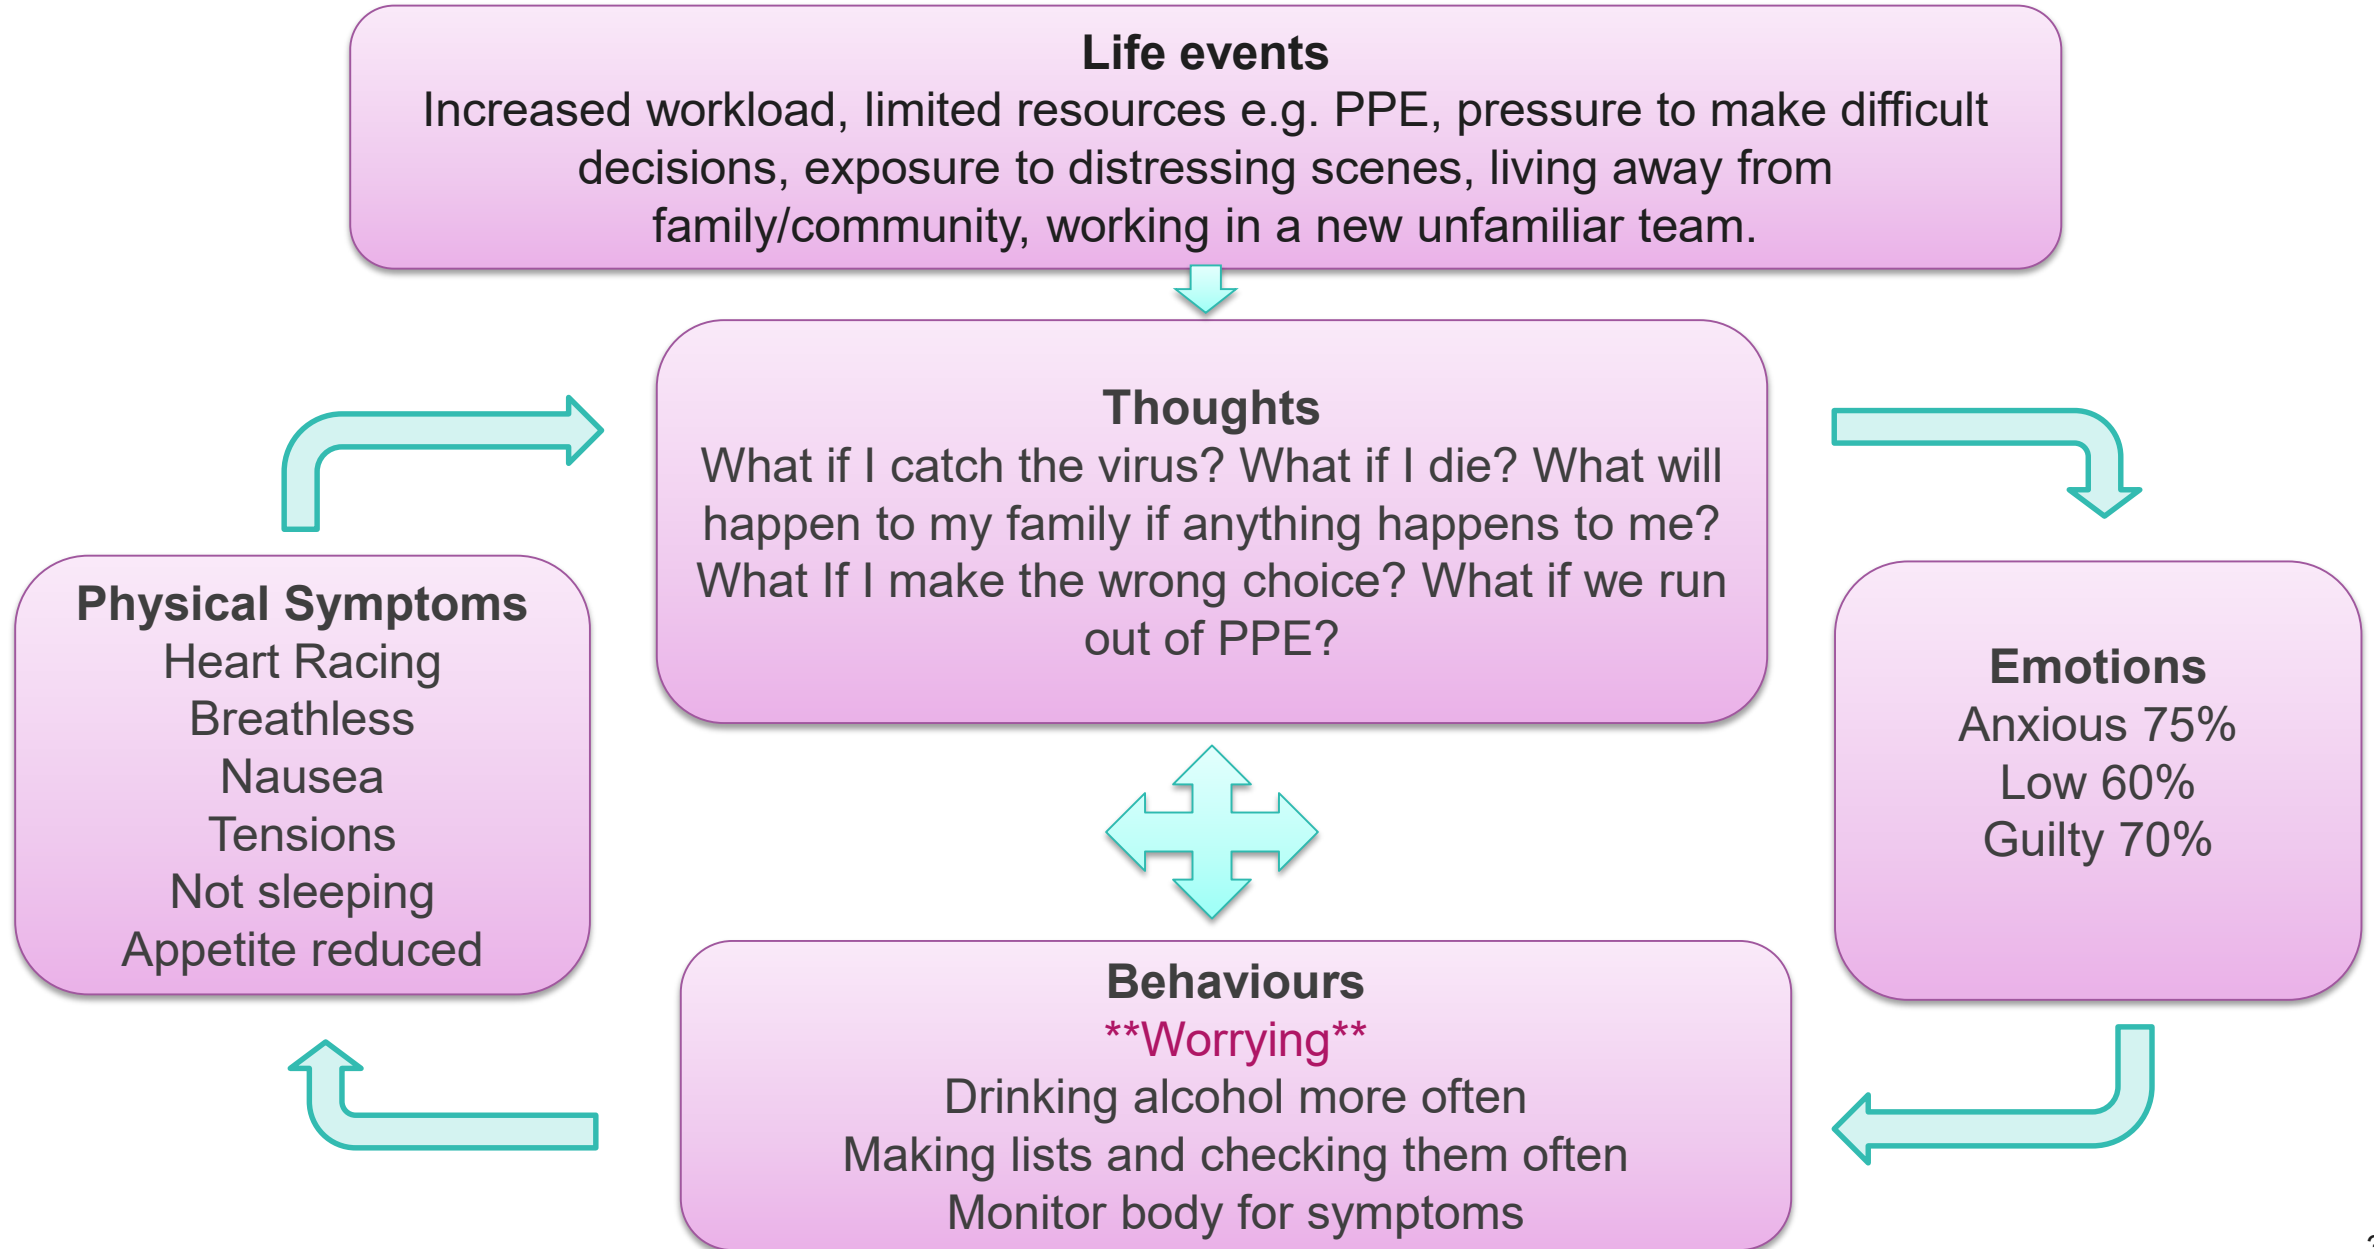 Life events
Increased workload, limited resources e.g. PPE, pressure to make difficult
decisions, exposure to distressing scenes, living away from
family/community, working in a new unfamiliar team.
Thoughts
What if I catch the virus? What if I die? What will
happen to my family if anything happens to me?
What If I make the wrong choice? What if we run
out of PPE?
Physical Symptoms
Heart Racing
Breathless
Nausea
Tensions
Not sleeping
Appetite reduced
Emotions
Anxious 75%
Low 60%
Guilty 70%
Behaviours
**Worrying**
Drinking alcohol more often
Making lists and checking them often
Monitor body for symptoms